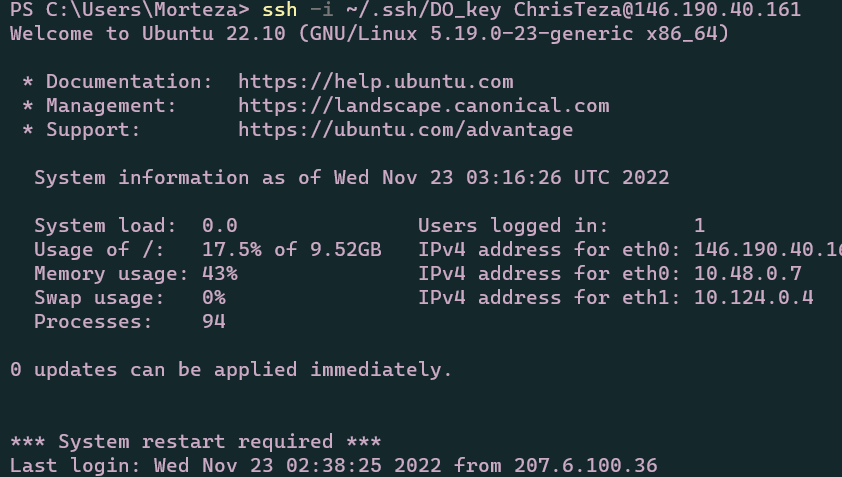 PS C:\Users\Morteza> ssh -i ~/.ssh/DO_key ChrisTeza@146.190.40.161
Welcome to Ubuntu 22.10 (GNU/Linux 5.19.0-23-generic x86_64)
* Documentation:  https://help.ubuntu.com
* Management:     https://landscape.canonical.com
* Support:        https://ubuntu.com/advantage
System information as of Wed Nov 23 03:16:26 UTC 2022
System load:  0.0               Users logged in:       1
Usage of /:   17.5% of 9.52GB   IPv4 address for eth0: 146.190.40.16
Memory usage: 43%               IPv4 address for eth0: 10.48.0.7
Swap usage:   0%                IPv4 address for eth1: 10.124.0.4
Processes:    94
0 updates can be applied immediately.
*** System restart required ***
Last login: Wed Nov 23 02:38:25 2022 from 207.6.100.36